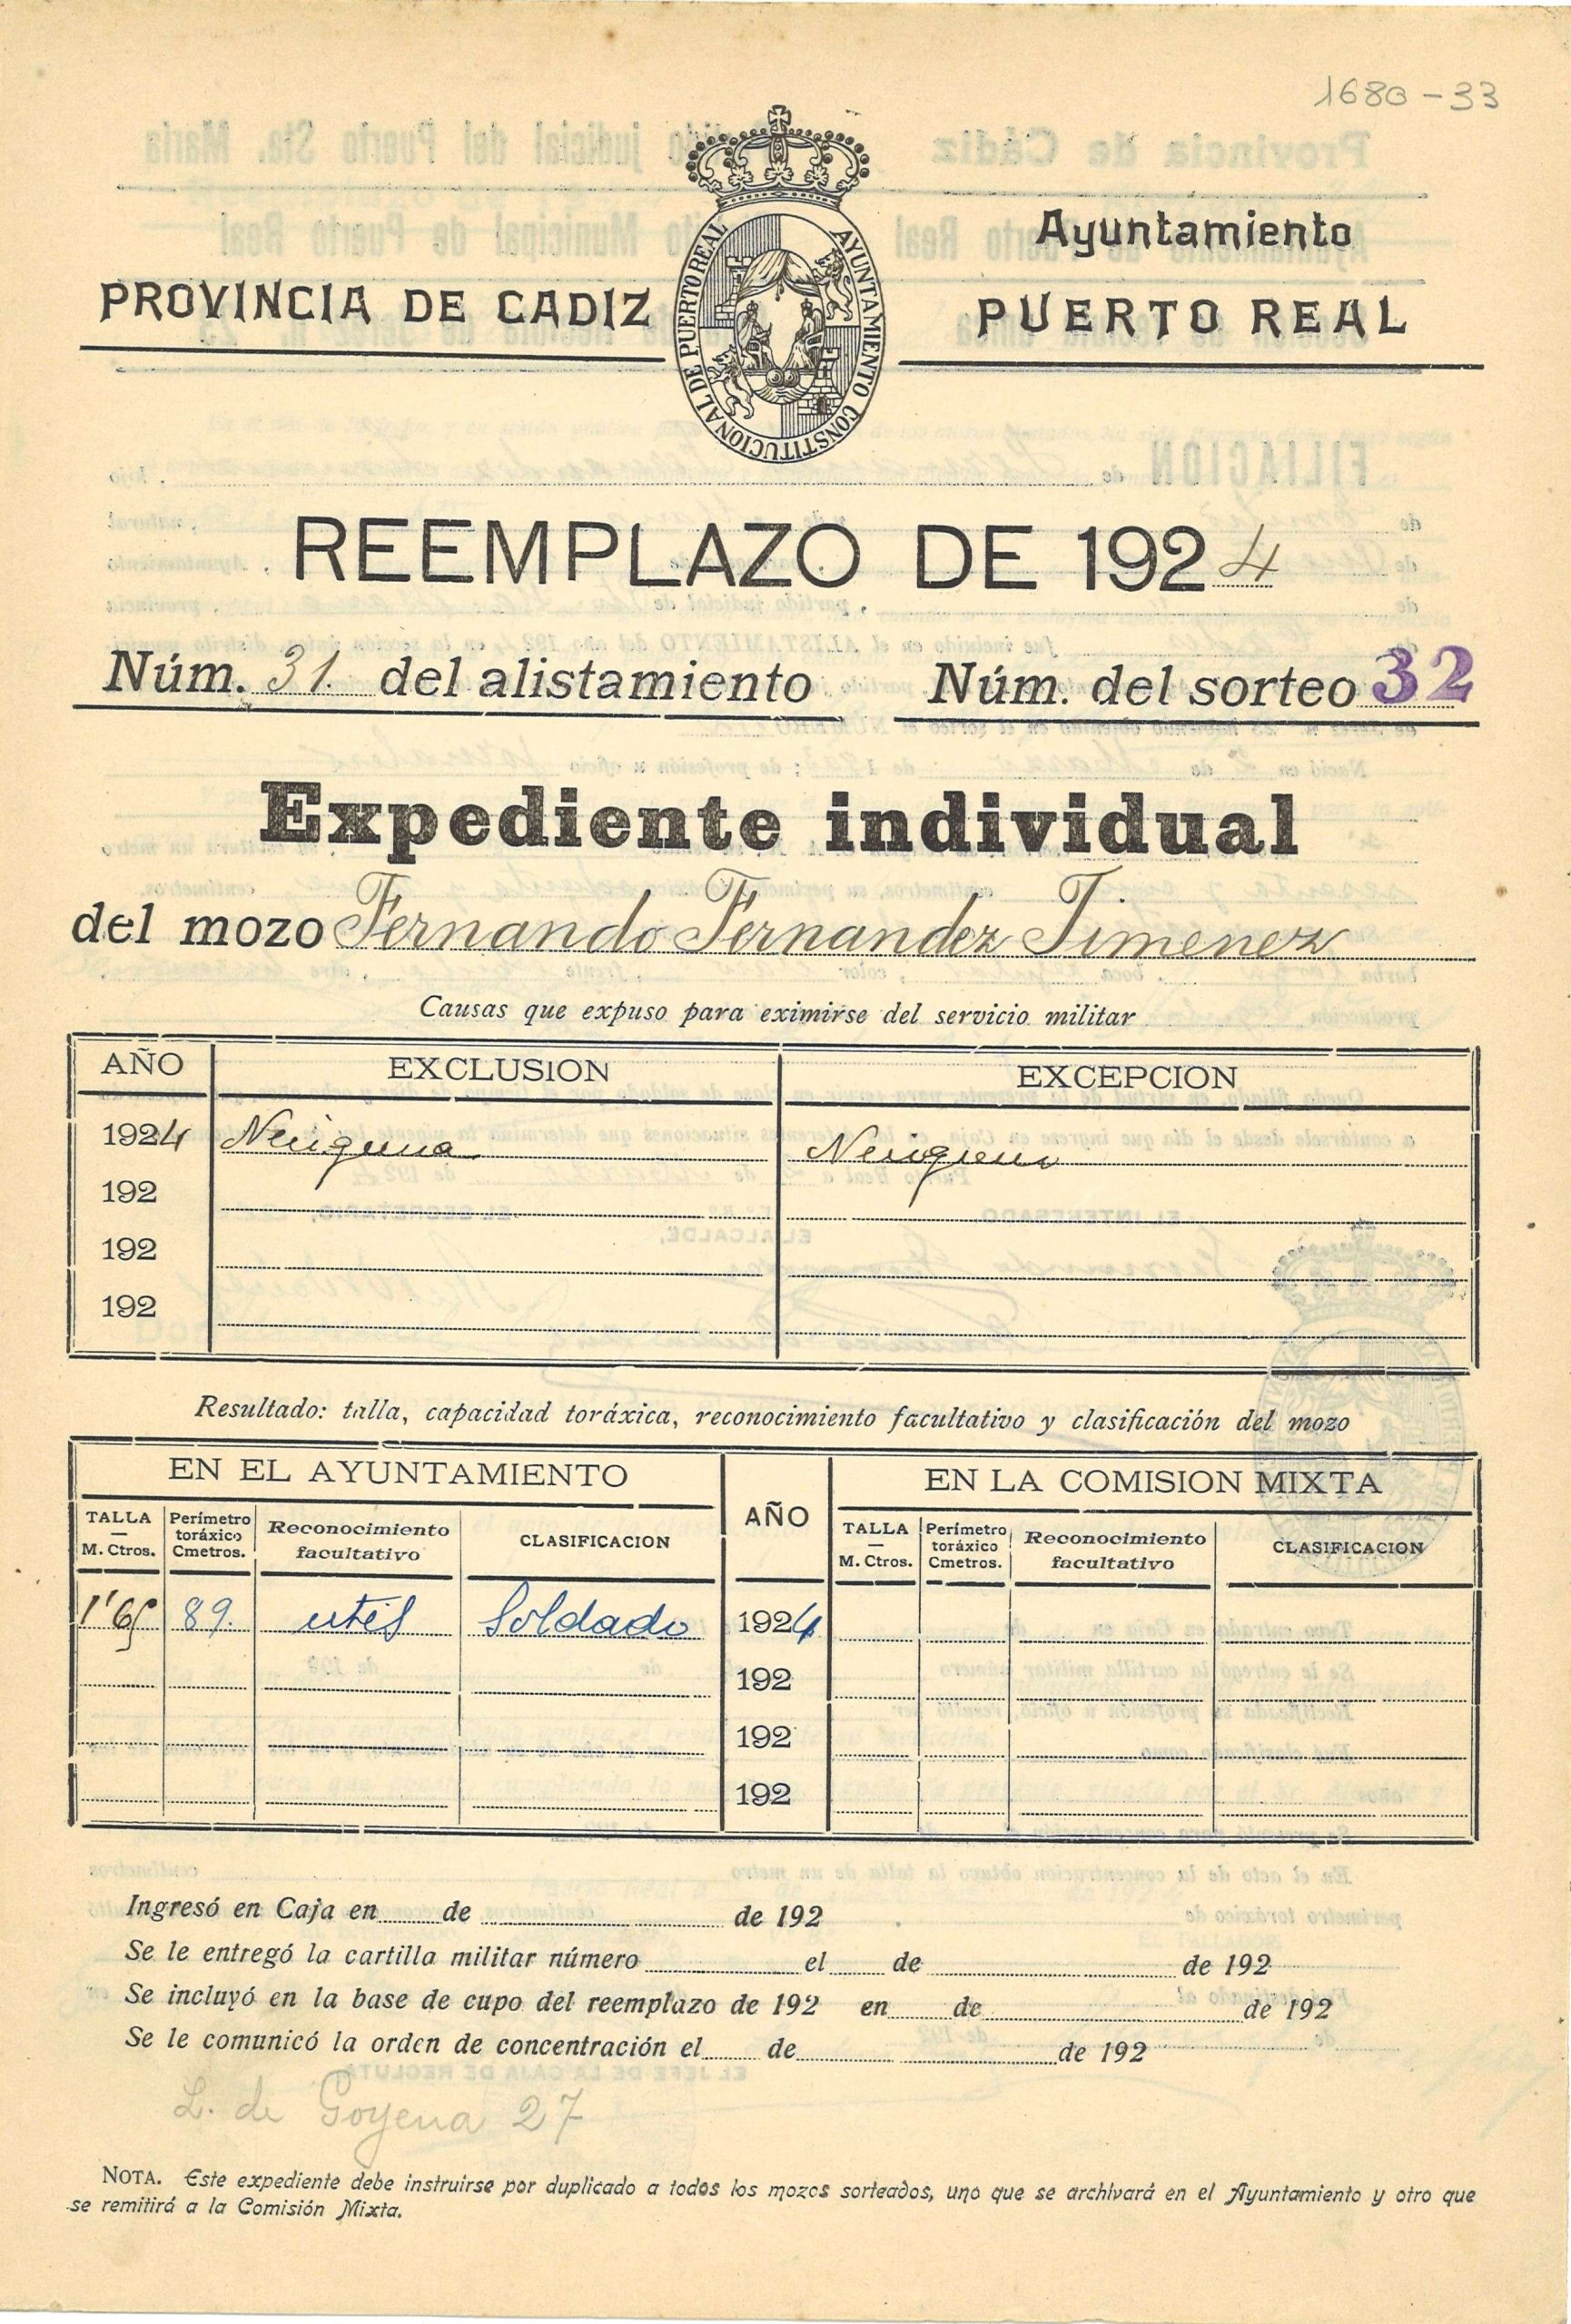 1680-33
Ayuntamiento
PROVINCIA DE CADIZ
PUERTO REAL
AYUNTAMIENTO CONSTITUCIONAL DE PUERTO REAL
REEMPLAZO DE 1924
Núm. 31. del alistamiento Núm. del sorteo 32
Expediente individual
del mozo Fernando Fernandez Jimenez
Causas que expuso para eximirse del servicio militar
AÑO EXCLUSION EXCEPCION
1924 Ninguna Ninguna
192
192
192
Resultado: talla, capacidad toráxica, reconocimiento facultativo y clasificación del mozo
EN EL AYUNTAMIENTO AÑO EN LA COMISION MIXTA
TALLA — M. Ctros. Perímetro toráxico Cmetros. Reconocimiento facultativo CLASIFICACION TALLA — M. Ctros. Perímetro toráxico Cmetros. Reconocimiento facultativo CLASIFICACION
1'65 89. util Soldado 1924
192
192
192
Ingresó en Caja en de de 192
Se le entregó la cartilla militar número el de de 192
Se incluyó en la base de cupo del reemplazo de 192 en de de 192
Se le comunicó la orden de concentración el de de 192
L. de Goyena 27
NOTA. Este expediente debe instruirse por duplicado a todos los mozos sorteados, uno que se archivará en el Ayuntamiento y otro que
se remitirá a la Comisión Mixta.